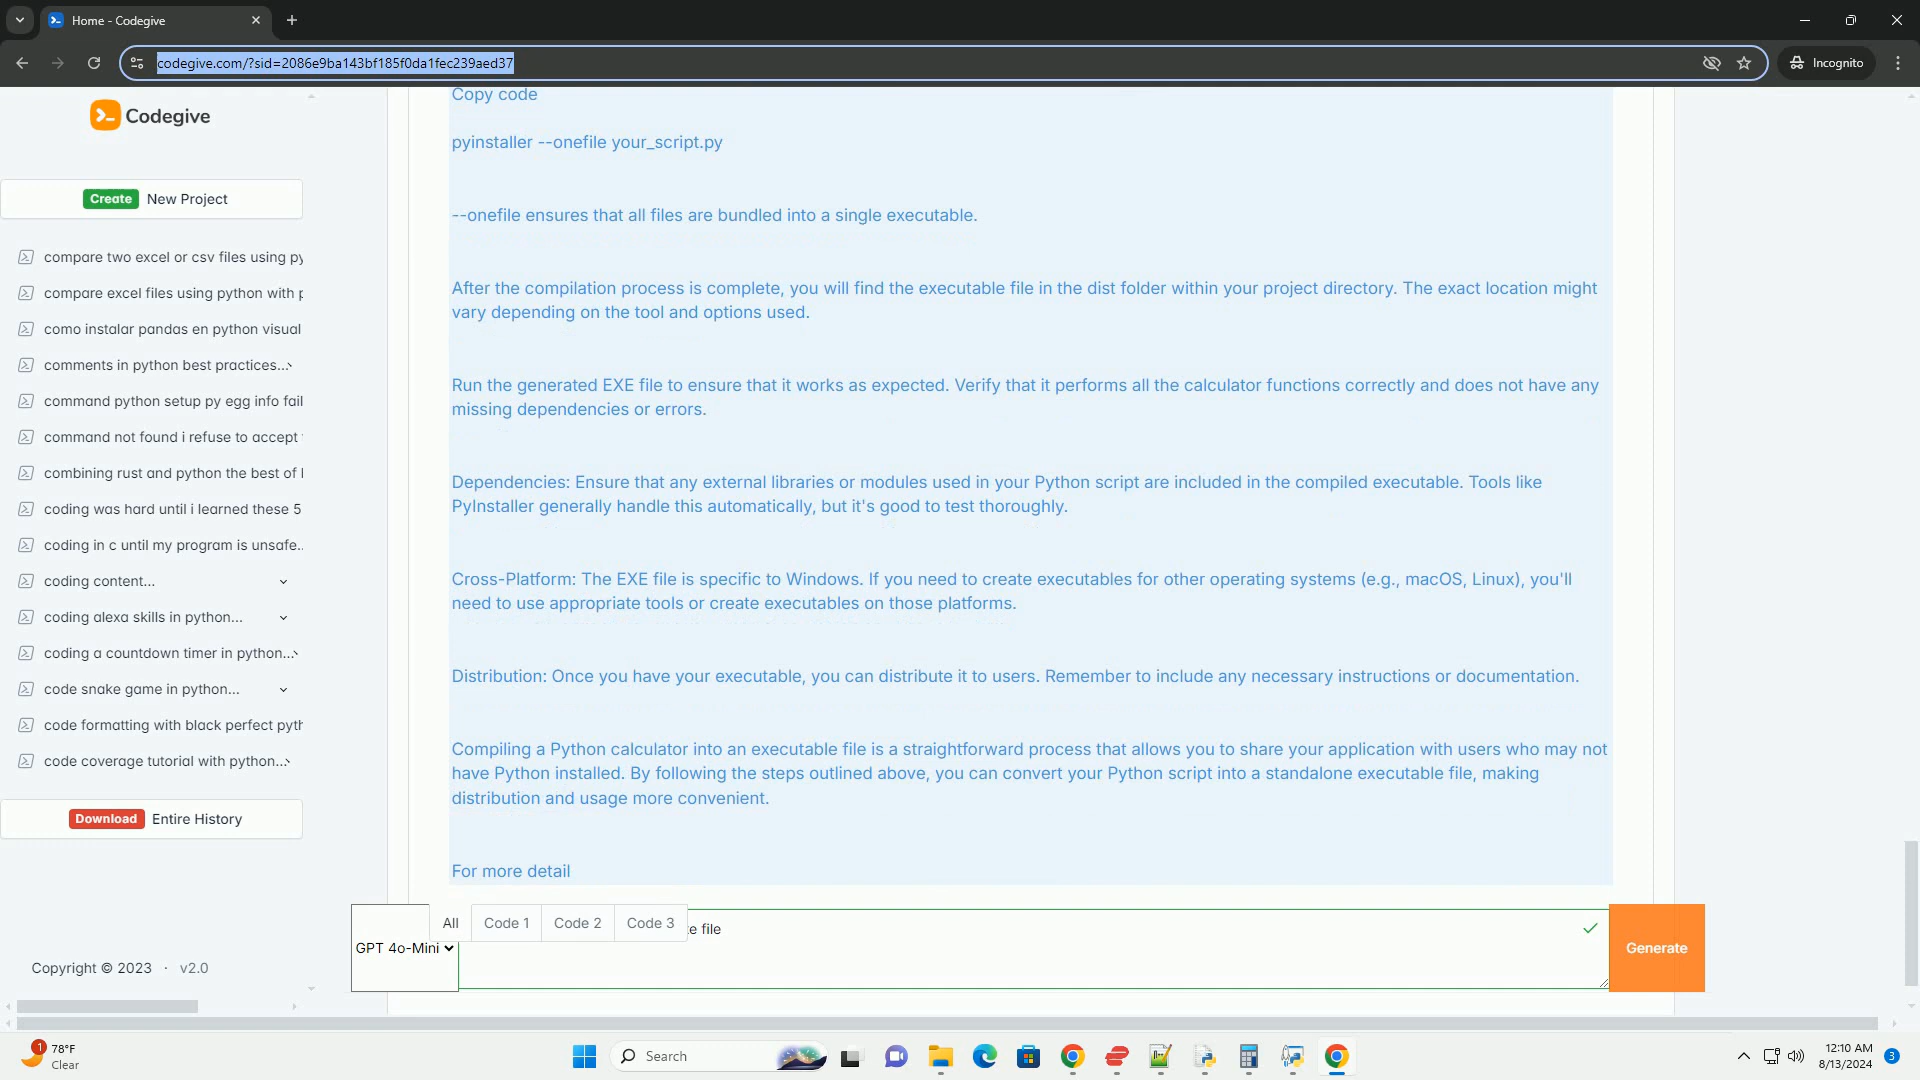 Home - Codegive
codegive.com/?sid=2086e9ba143bf185f0da1fec239aed37
Incognito
Codegive
Create New Project
compare two excel or csv files using py
compare excel files using python with p
como instalar pandas en python visual
comments in python best practices...
command python setup py egg info fail
command not found i refuse to accept
combining rust and python the best of
coding was hard until i learned these 5
coding in c until my program is unsafe..
coding content...
coding alexa skills in python...
coding a countdown timer in python...
code snake game in python...
code formatting with black perfect pyth
code coverage tutorial with python...
Download Entire History
Copyright © 2023 · v2.0
Copy code
pyinstaller --onefile your_script.py
--onefile ensures that all files are bundled into a single executable.
After the compilation process is complete, you will find the executable file in the dist folder within your project directory. The exact location might
vary depending on the tool and options used.
Run the generated EXE file to ensure that it works as expected. Verify that it performs all the calculator functions correctly and does not have any
missing dependencies or errors.
Dependencies: Ensure that any external libraries or modules used in your Python script are included in the compiled executable. Tools like
PyInstaller generally handle this automatically, but it's good to test thoroughly.
Cross-Platform: The EXE file is specific to Windows. If you need to create executables for other operating systems (e.g., macOS, Linux), you'll
need to use appropriate tools or create executables on those platforms.
Distribution: Once you have your executable, you can distribute it to users. Remember to include any necessary instructions or documentation.
Compiling a Python calculator into an executable file is a straightforward process that allows you to share your application with users who may not
have Python installed. By following the steps outlined above, you can convert your Python script into a standalone executable file, making
distribution and usage more convenient.
For more detail
All Code 1 Code 2 Code 3
file
GPT 4o-Mini
Generate
1
78°F
Clear
Search
12:10 AM
8/13/2024
3